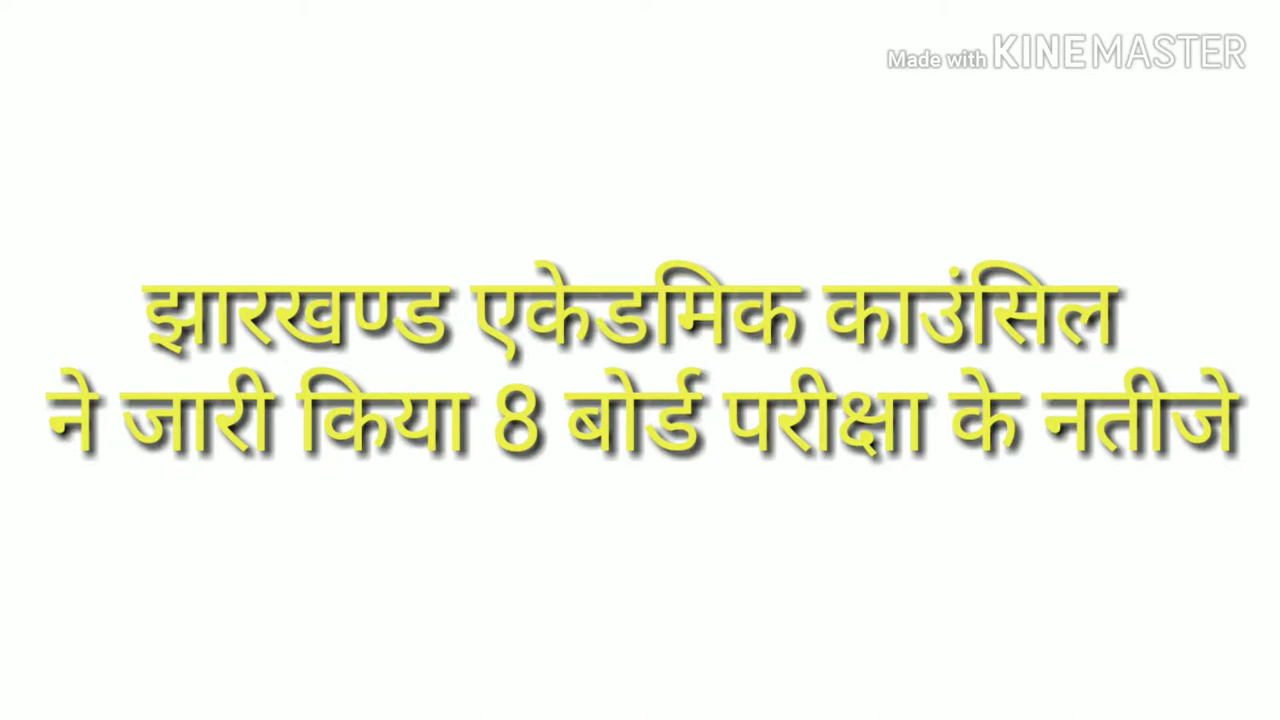 Made with KINEMASTER
झारखण्ड एकेडमिक काउंसिल
ने जारी किया 8 बोर्ड परीक्षा के नतीजे